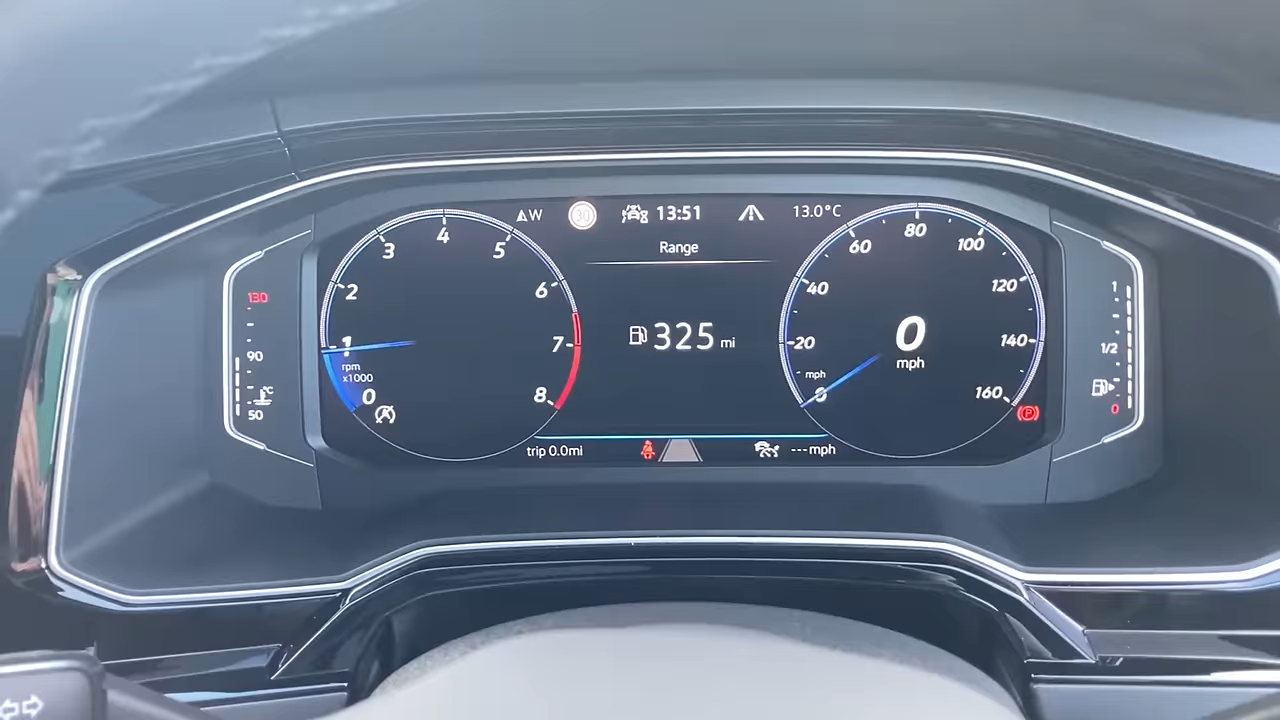 W 30 13:51 13.0°C
Range
325 mi
1 2 3 4 5 6 7 8
rpm
x1000
0
20 40 60 80 100 120 140 160
0
mph
mph
0
P
130
90
°C
50
1
1/2
0
trip 0.0mi
--- mph